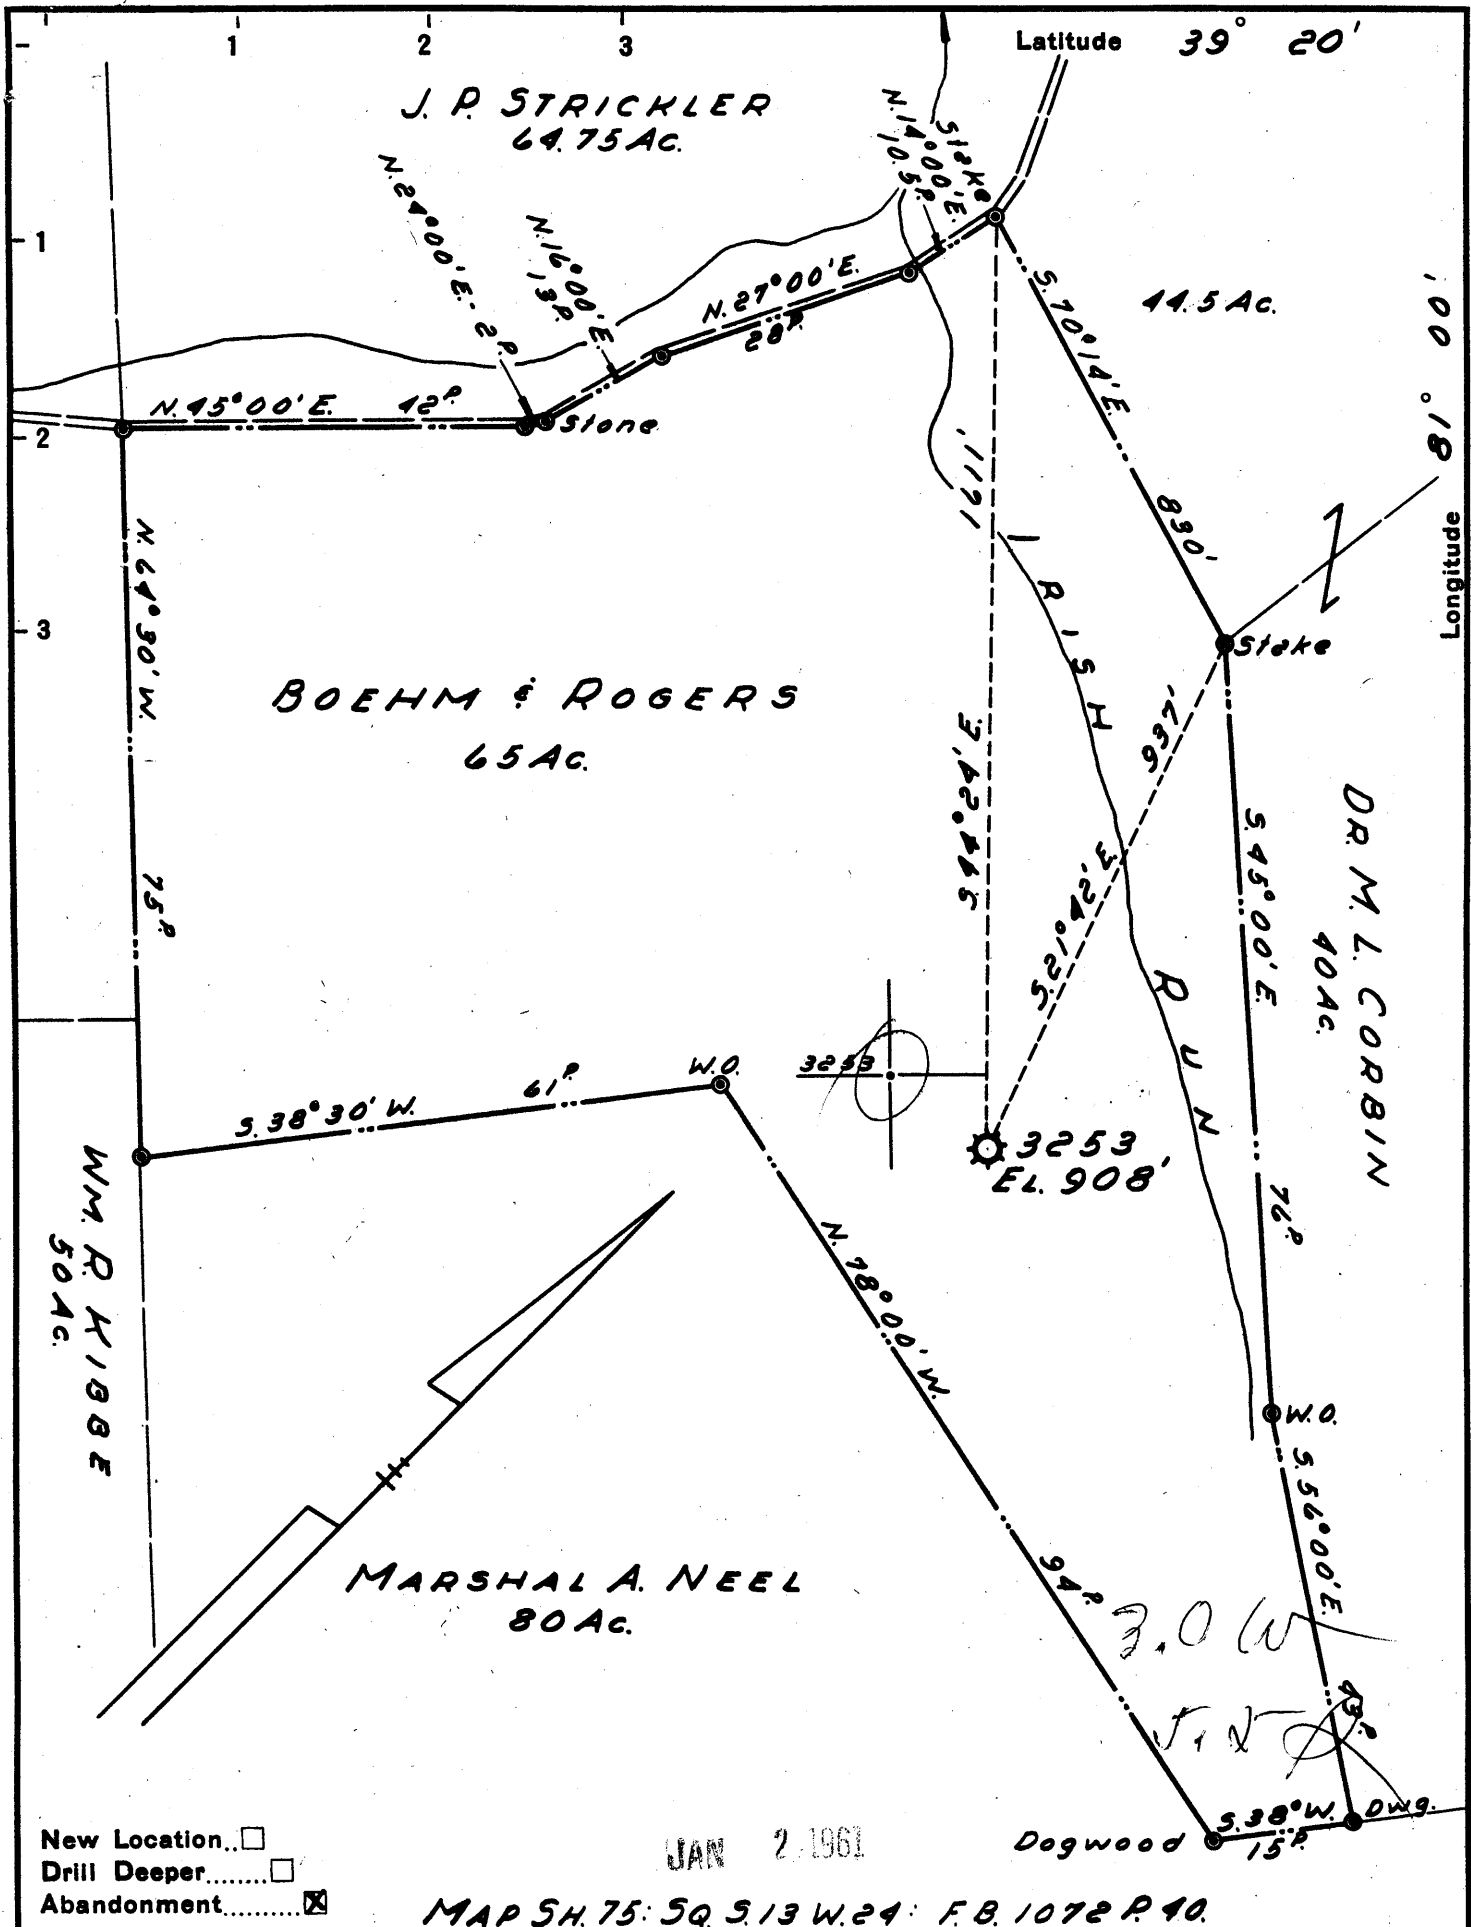 1 2 3
Latitude 39° 20'
J. P. STRICKLER
64.75 Ac.
N. 14° 00' E.
10.5 P.
Stake
N. 24° 00' E. - 2 P.
N. 16° 00' E.
13 P.
1
N. 27° 00' E.
28 P.
S. 70° 14' E.
830'
44.5 Ac.
81° 00'
Longitude
N. 45° 00' E. 42 P.
Stone
2
1191'
N. 64° 30' W.
75 P.
3
Stake
IRISH RUN
BOEHM & ROGERS
65 Ac.
S. 44° 24' E.
937'
S. 21° 42' E.
S. 45° 00' E.
76 P.
DR. M. L. CORBIN
40 Ac.
W.O.
3253
S. 38° 30' W. 61 P.
3253
EL. 908'
WM. R. KIBBE
50 Ac.
N. 78° 00' W.
94 P.
W.O.
S. 56° 00' E.
43 P.
MARSHAL A. NEEL
80 Ac.
3.0 W
Dogwood
S. 38° W.
15 P.
Dwg.
New Location..
Drill Deeper........
Abandonment..........
JAN 2 1961
MAP SH. 75: SQ. S. 13 W. 24: F.B. 1072 P. 40.